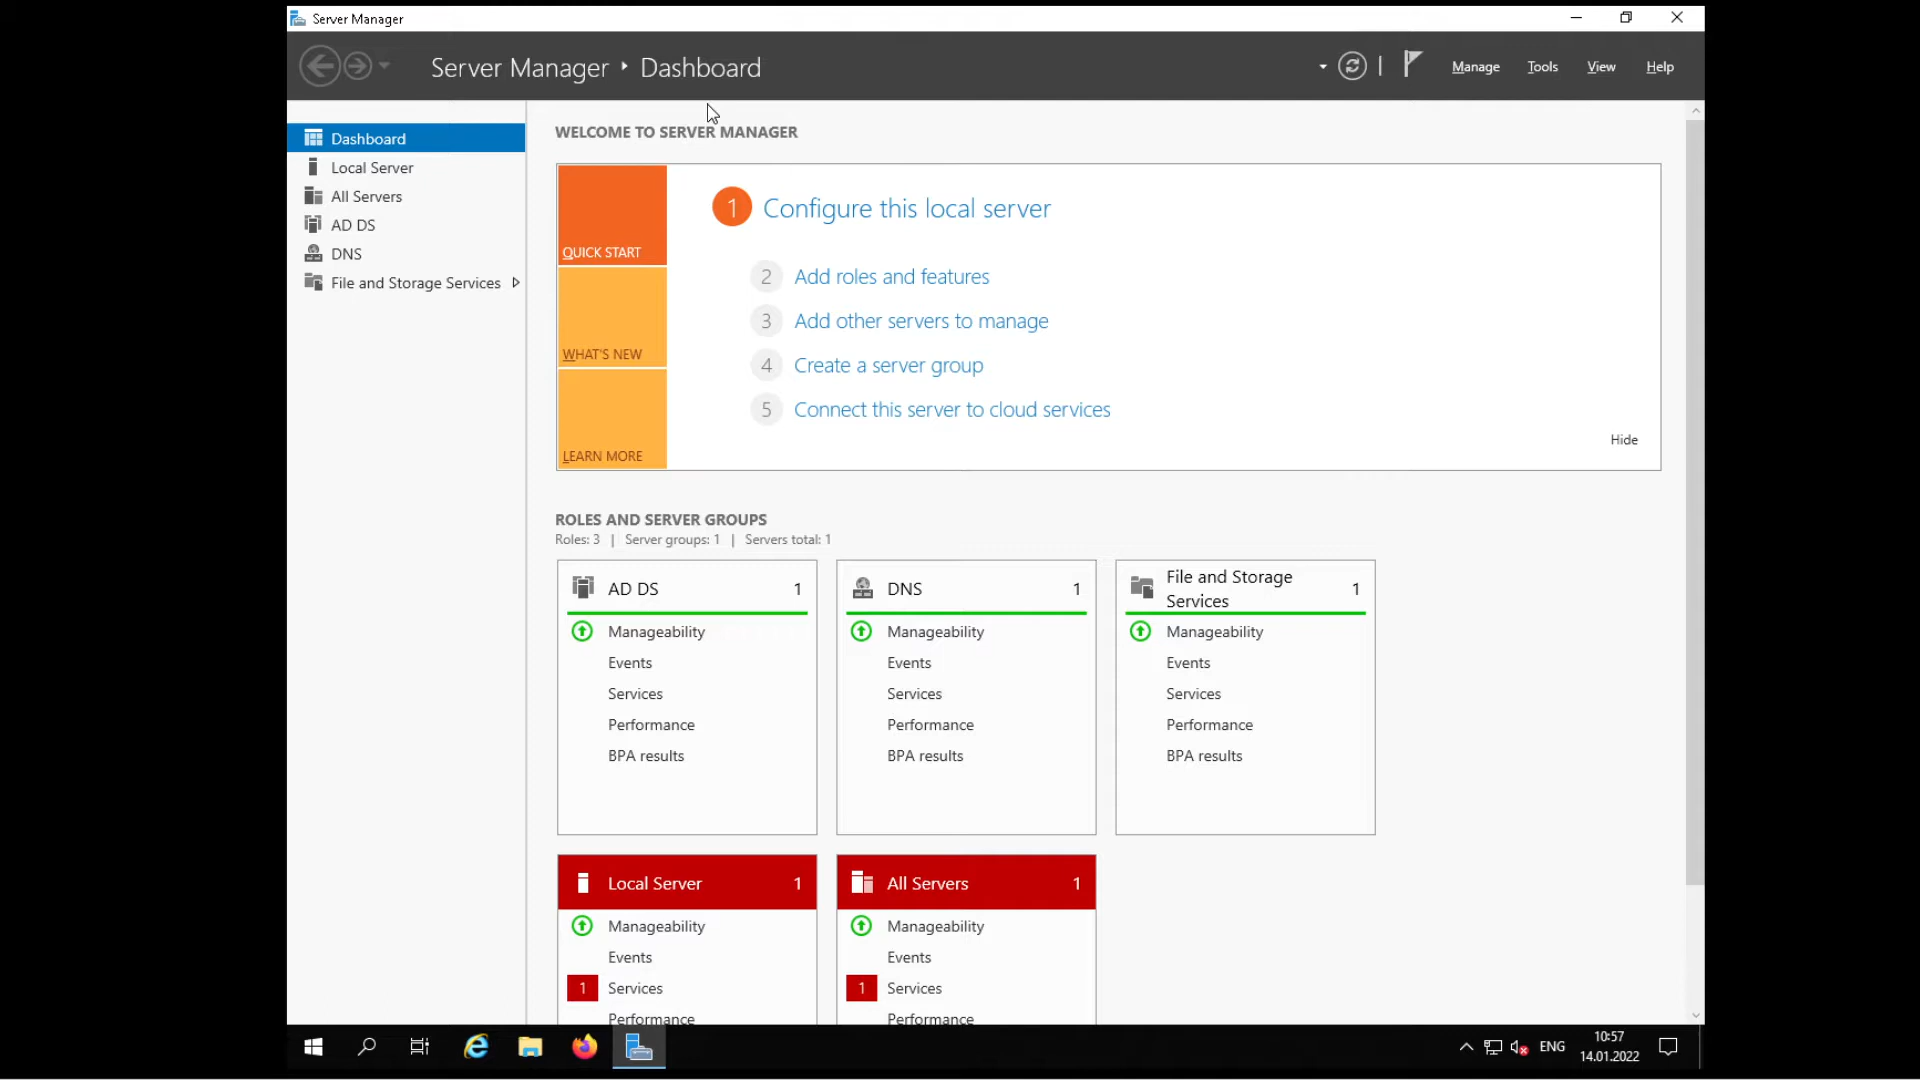 Server Manager
Server Manager ‣ Dashboard
Manage Tools View Help
Dashboard
Local Server
All Servers
AD DS
DNS
File and Storage Services
WELCOME TO SERVER MANAGER
QUICK START
WHAT'S NEW
LEARN MORE
1 Configure this local server
2 Add roles and features
3 Add other servers to manage
4 Create a server group
5 Connect this server to cloud services
Hide
ROLES AND SERVER GROUPS
Roles: 3 | Server groups: 1 | Servers total: 1
AD DS 1
Manageability
Events
Services
Performance
BPA results
DNS 1
Manageability
Events
Services
Performance
BPA results
File and Storage
Services 1
Manageability
Events
Services
Performance
BPA results
Local Server 1
Manageability
Events
1 Services
Performance
All Servers 1
Manageability
Events
1 Services
Performance
ENG
10:57
14.01.2022